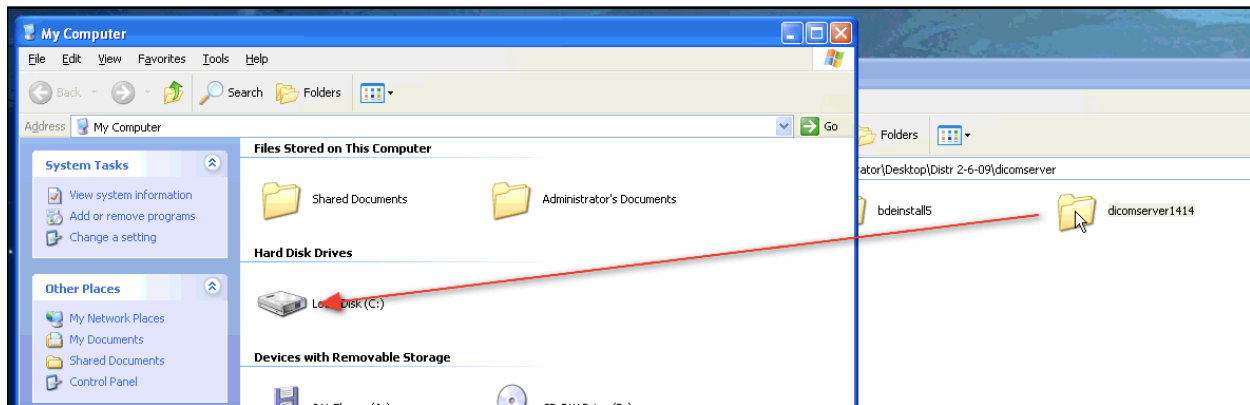 My Computer
File Edit View Favorites Tools Help
Back Search Folders
Address My Computer Go
System Tasks
View system information
Add or remove programs
Change a setting
Other Places
My Network Places
My Documents
Shared Documents
Control Panel
Files Stored on This Computer
Shared Documents Administrator's Documents
Hard Disk Drives
Disk (C:)
Devices with Removable Storage
Folders
rator\Desktop\Distr 2-6-09\dicomserver
bdeinstall5 dicomserver1414